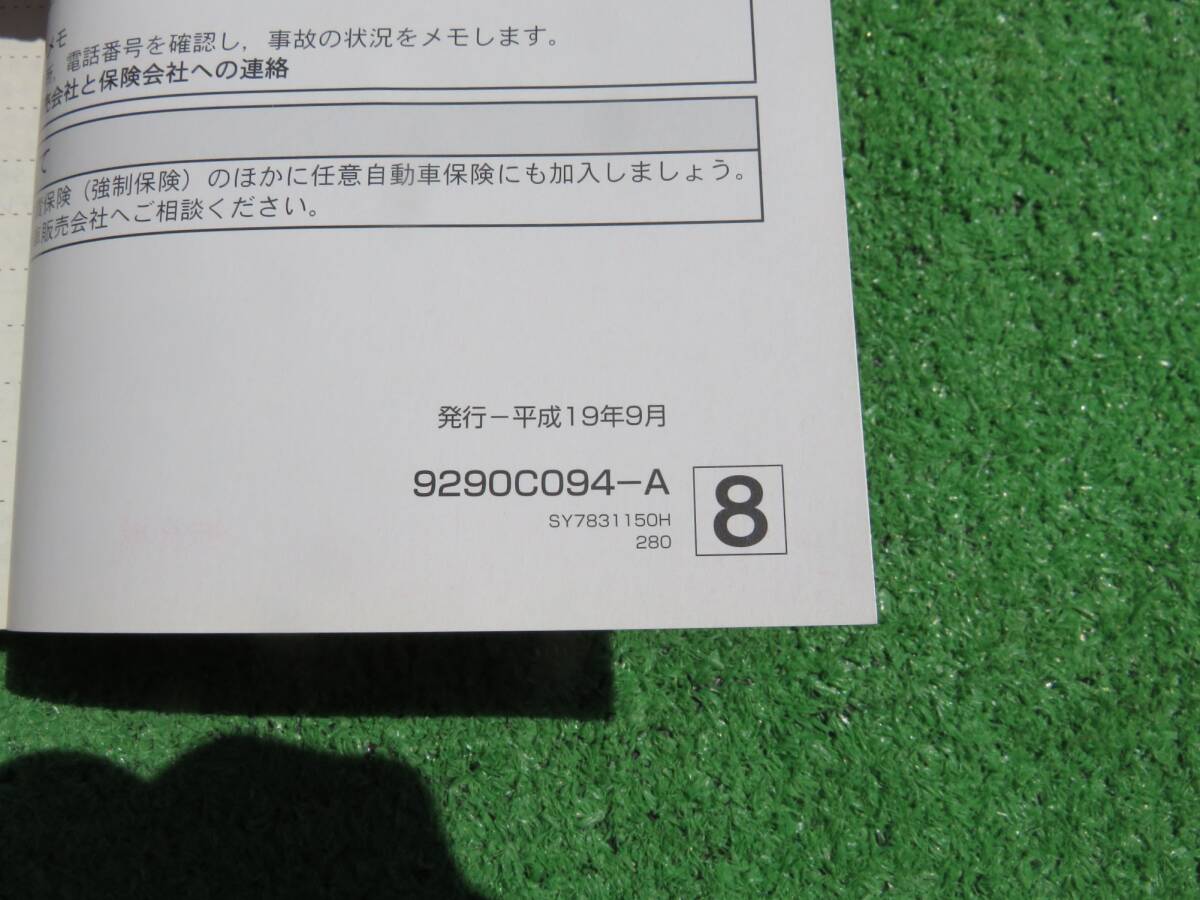 メモ
電話番号を確認し，事故の状況をメモします。
会社と保険会社への連絡
て
保険（強制保険）のほかに任意自動車保険にも加入しましょう。
販売会社へご相談ください。
発行－平成19年9月
9290C094－A
SY7831150H
280
8